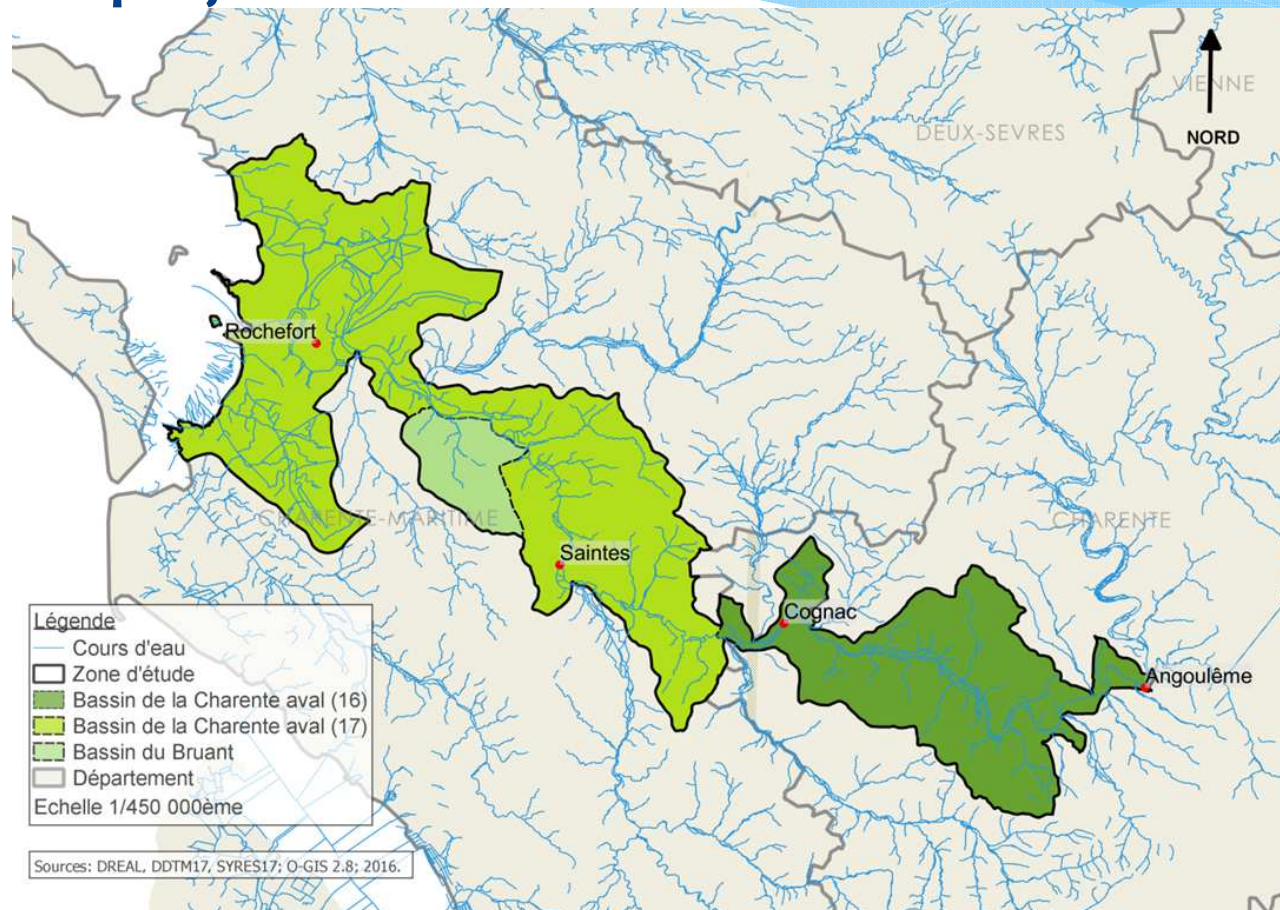 VIENNE
DEUX-SEVRES
NORD
Rochefort
CHARENTE-MARITIME
CHARENTE
Saintes
Cognac
Angoulême
Légende
Cours d'eau
Zone d'étude
Bassin de la Charente aval (16)
Bassin de la Charente aval (17)
Bassin du Bruant
Département
Echelle 1/450 000ème
Sources: DREAL, DDTM17, SYRES17; O-GIS 2.8; 2016.